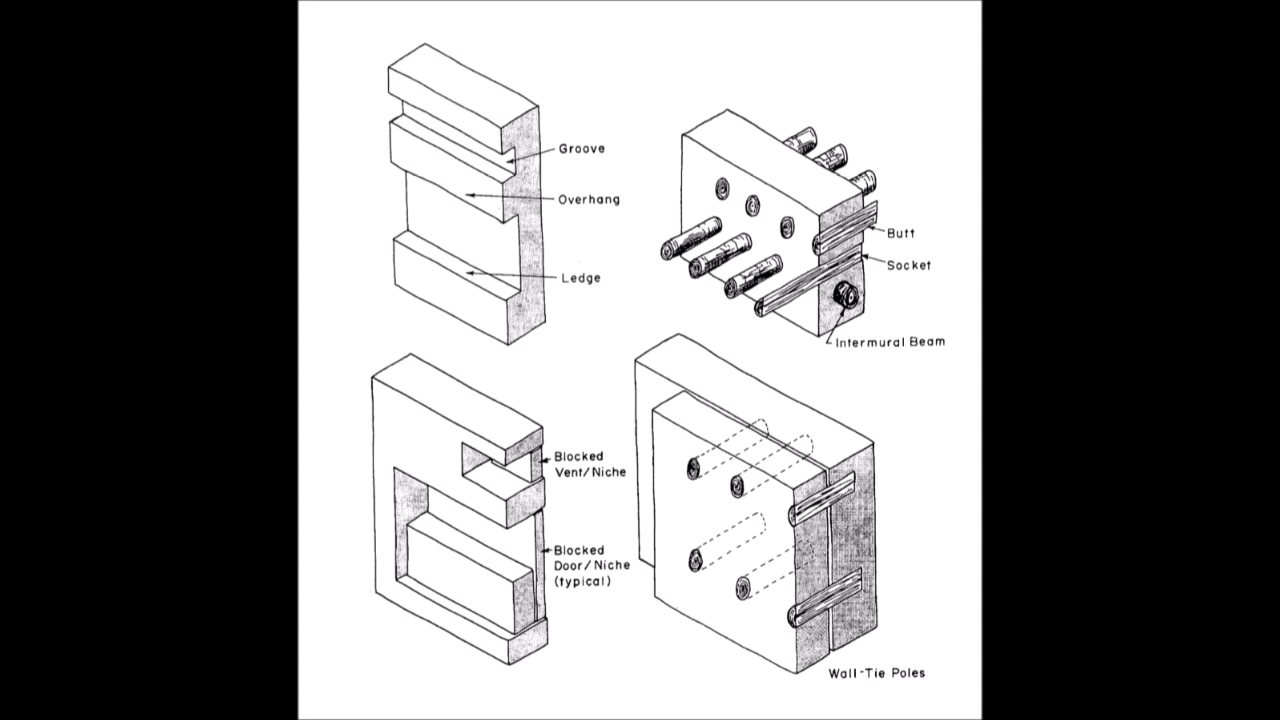 Groove
Overhang
Ledge
Butt
Socket
Intermural Beam
Blocked
Vent/Niche
Blocked
Door/Niche
(typical)
Wall-Tie Poles